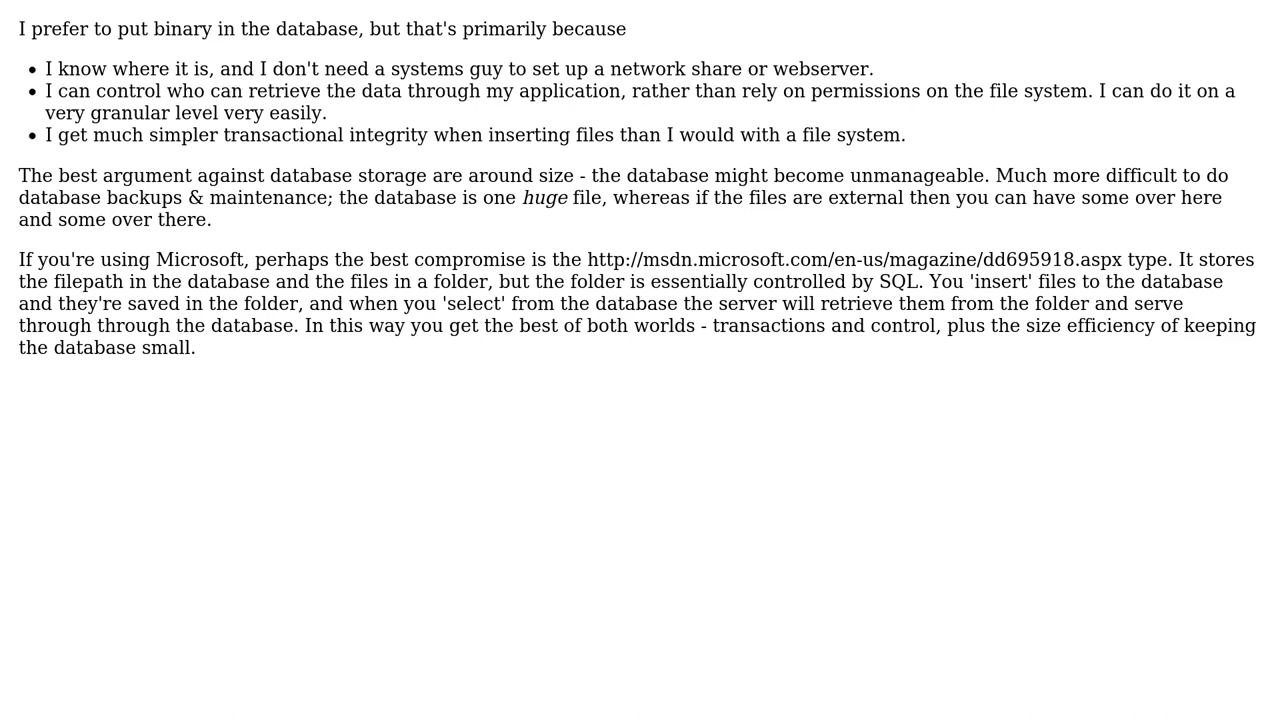 I prefer to put binary in the database, but that's primarily because
• I know where it is, and I don't need a systems guy to set up a network share or webserver.
• I can control who can retrieve the data through my application, rather than rely on permissions on the file system. I can do it on a
very granular level very easily.
• I get much simpler transactional integrity when inserting files than I would with a file system.
The best argument against database storage are around size - the database might become unmanageable. Much more difficult to do
database backups & maintenance; the database is one huge file, whereas if the files are external then you can have some over here
and some over there.
If you're using Microsoft, perhaps the best compromise is the http://msdn.microsoft.com/en-us/magazine/dd695918.aspx type. It stores
the filepath in the database and the files in a folder, but the folder is essentially controlled by SQL. You 'insert' files to the database
and they're saved in the folder, and when you 'select' from the database the server will retrieve them from the folder and serve
through through the database. In this way you get the best of both worlds - transactions and control, plus the size efficiency of keeping
the database small.